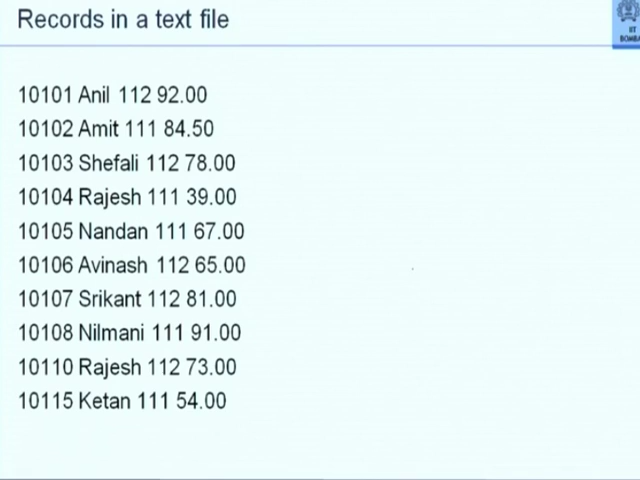 Records in a text file
IIT
BOMBAY
10101 Anil 112 92.00
10102 Amit 111 84.50
10103 Shefali 112 78.00
10104 Rajesh 111 39.00
10105 Nandan 111 67.00
10106 Avinash 112 65.00
10107 Srikant 112 81.00
10108 Nilmani 111 91.00
10110 Rajesh 112 73.00
10115 Ketan 111 54.00